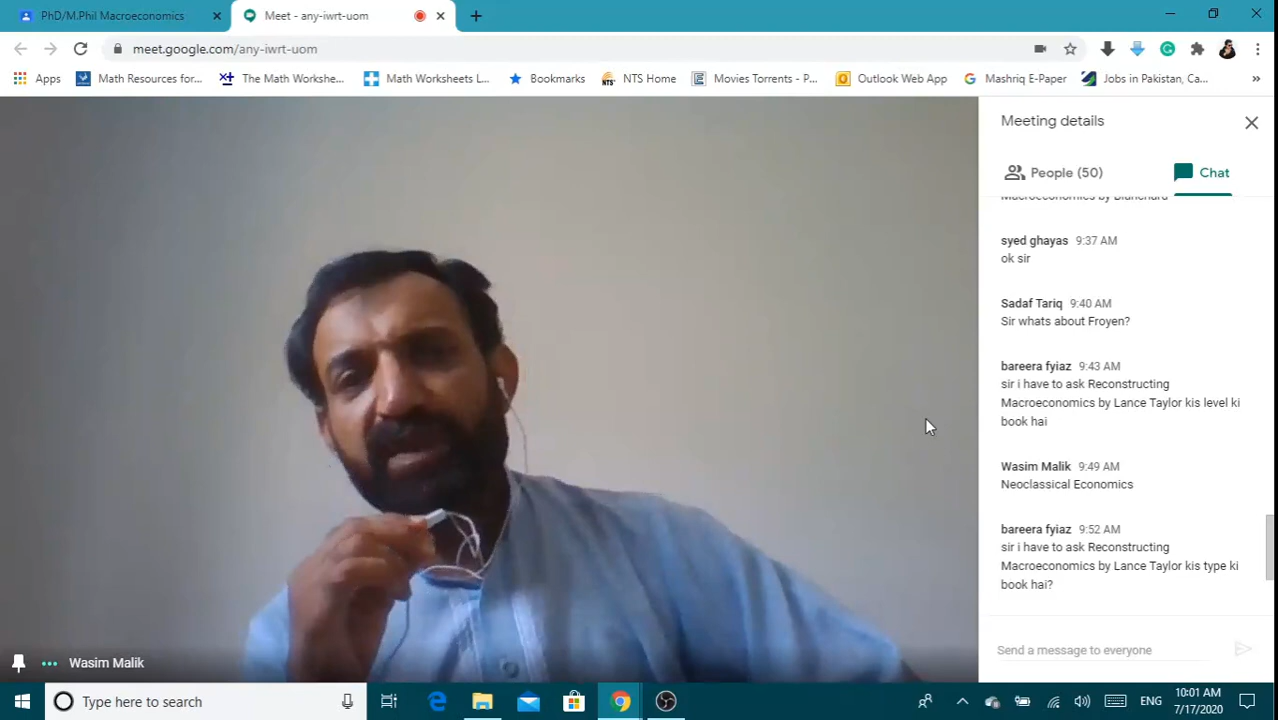 PhD/M.Phil Macroeconomics
Meet - any-iwrt-uom
meet.google.com/any-iwrt-uom
Apps
Math Resources for...
The Math Workshe...
Math Worksheets L...
Bookmarks
NTS Home
Movies Torrents - P...
Outlook Web App
Mashriq E-Paper
Jobs in Pakistan, Ca...
Meeting details
People (50)
Chat
Macroeconomics by Blanchard
syed ghayas 9:37 AM
ok sir
Sadaf Tariq 9:40 AM
Sir whats about Froyen?
bareera fyiaz 9:43 AM
sir i have to ask Reconstructing
Macroeconomics by Lance Taylor kis level ki
book hai
Wasim Malik 9:49 AM
Neoclassical Economics
bareera fyiaz 9:52 AM
sir i have to ask Reconstructing
Macroeconomics by Lance Taylor kis type ki
book hai?
Send a message to everyone
Wasim Malik
Type here to search
ENG
10:01 AM
7/17/2020